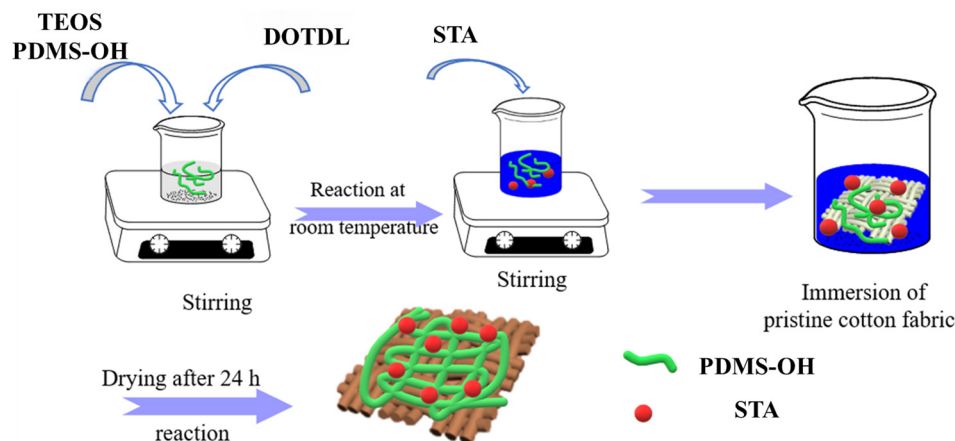 TEOS
PDMS-OH
DOTDL
STA
Reaction at
room temperature
Stirring
Stirring
Immersion of
pristine cotton fabric
Drying after 24 h
reaction
PDMS-OH
STA